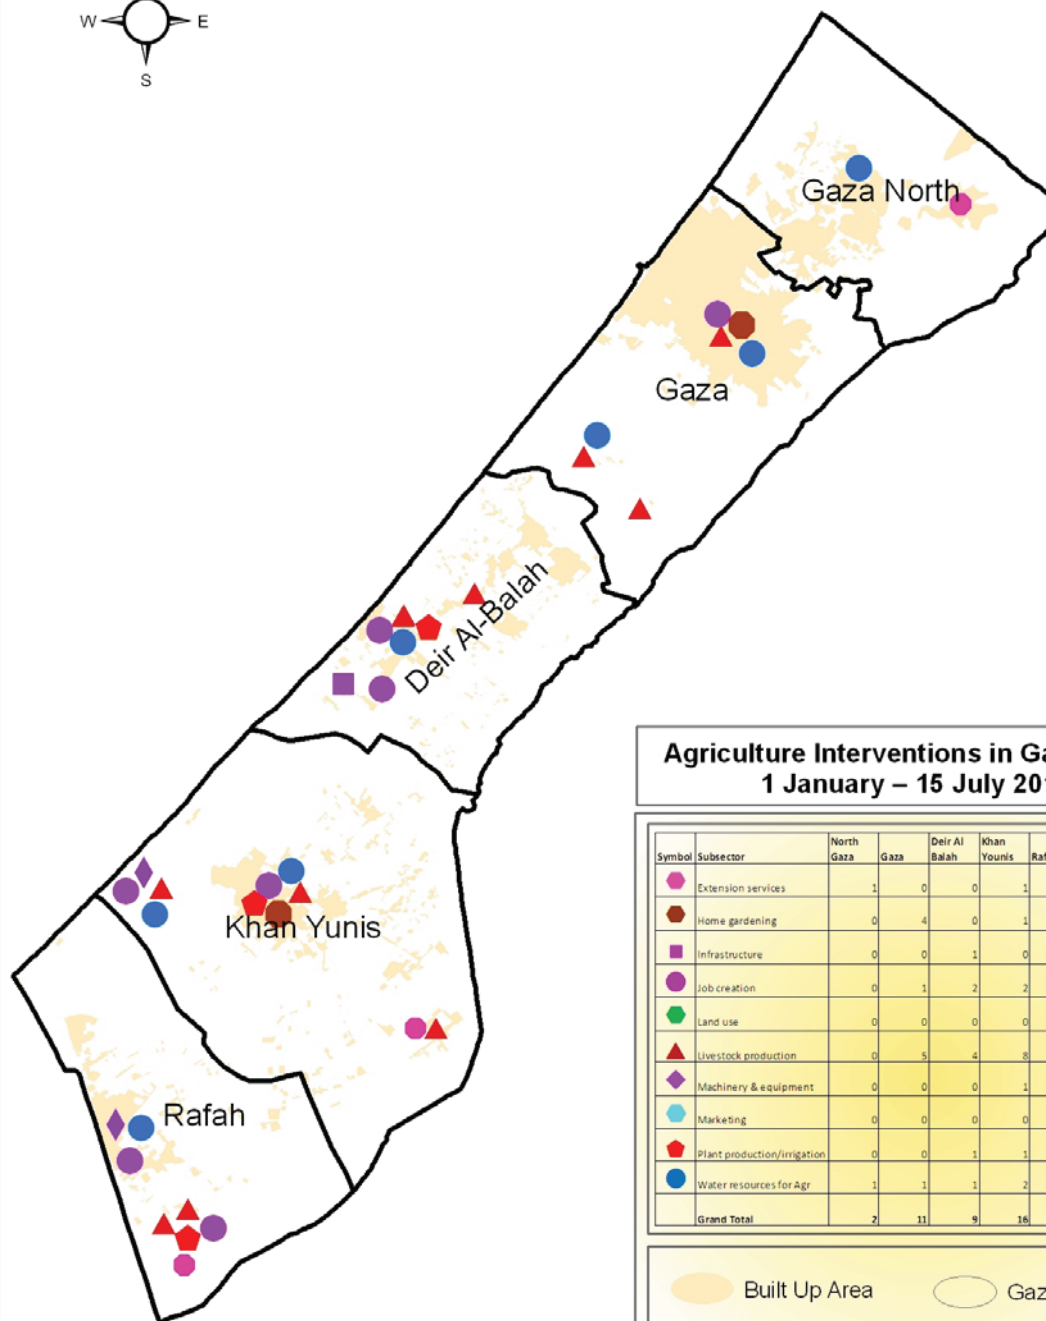 W E
S
Gaza North
Gaza
Deir Al-Balah
Khan Yunis
Rafah
Agriculture Interventions in Ga
1 January – 15 July 20
Symbol Subsector North Gaza Gaza Deir Al Balah Khan Younis Raf
Extension services 1 0 0 1
Home gardening 0 4 0 1
Infrastructure 0 0 1 0
Job creation 0 1 2 2
Land use 0 0 0 0
Livestock production 0 5 4 8
Machinery & equipment 0 0 0 1
Marketing 0 0 0 0
Plant production/irrigation 0 0 1 1
Water resources for Agr 1 1 1 2
Grand Total 2 11 9 16
Built Up Area Gaz